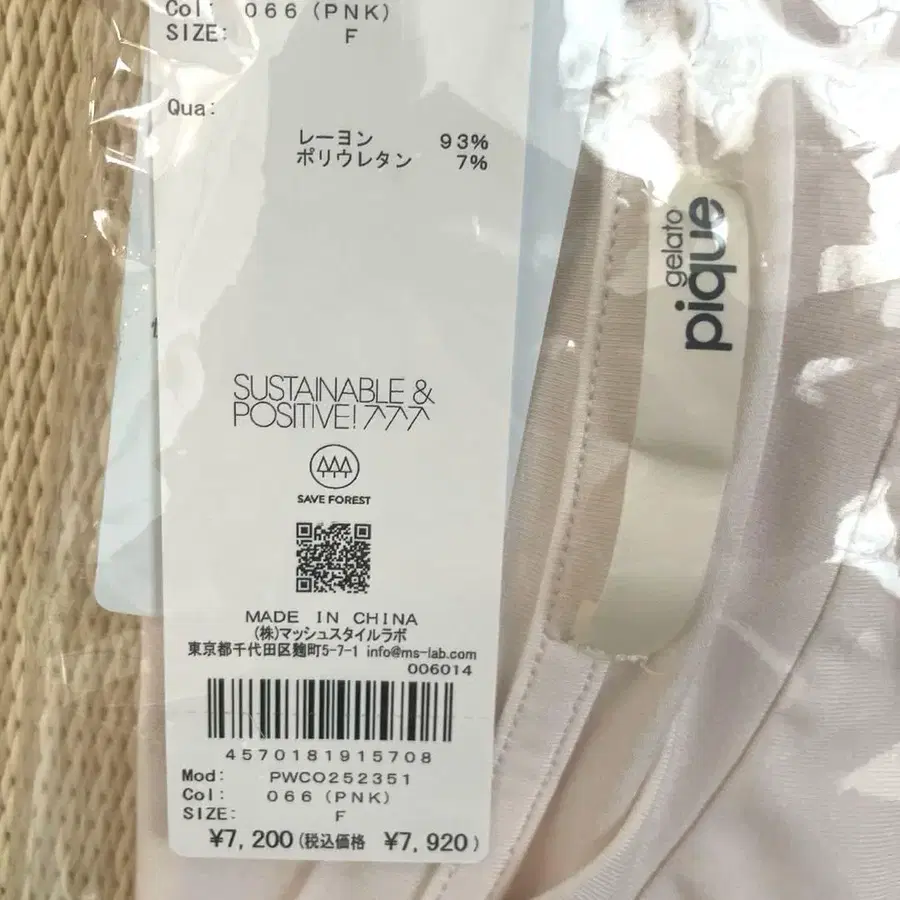 Col: 066 (PNK)
SIZE: F
Qua:
レーヨン 93%
ポリウレタン 7%
gelato
pique
SUSTAINABLE &
POSITIVE!
SAVE FOREST
MADE IN CHINA
(株)マッシュスタイルラボ
東京都千代田区麹町5-7-1 info@ms-lab.com
006014
4570181915708
Mod: PWCO252351
Col: 066 (PNK)
SIZE: F
¥7,200(税込価格 ¥7,920)